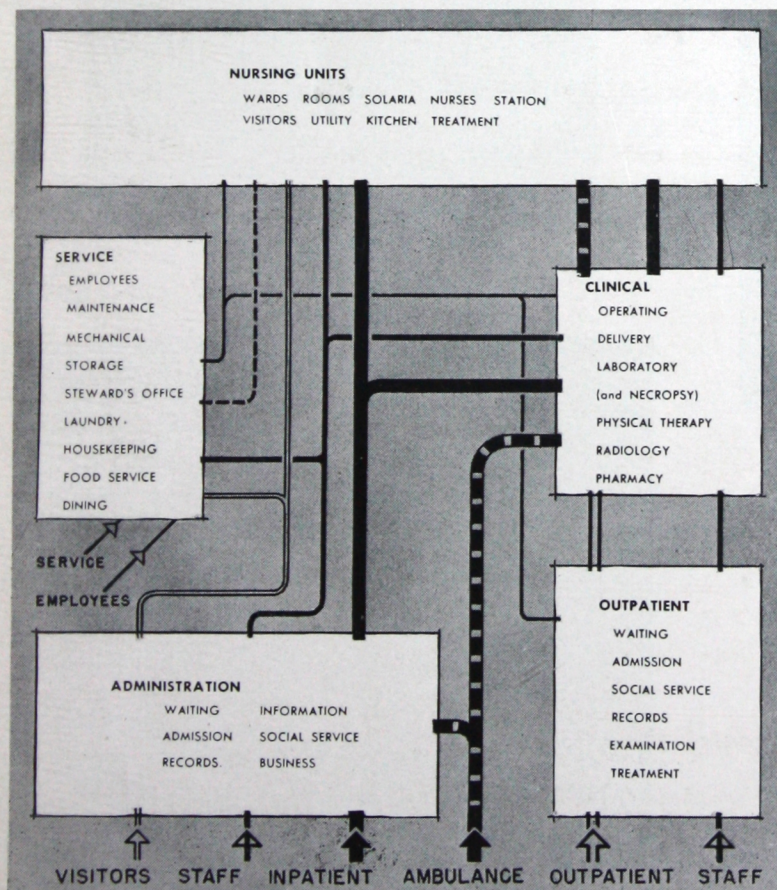 NURSING UNITS
WARDS ROOMS SOLARIA NURSES STATION
VISITORS UTILITY KITCHEN TREATMENT
SERVICE
EMPLOYEES
MAINTENANCE
MECHANICAL
STORAGE
STEWARD'S OFFICE
LAUNDRY
HOUSEKEEPING
FOOD SERVICE
DINING
SERVICE
EMPLOYEES
CLINICAL
OPERATING
DELIVERY
LABORATORY
(and NECROPSY)
PHYSICAL THERAPY
RADIOLOGY
PHARMACY
ADMINISTRATION
WAITING INFORMATION
ADMISSION SOCIAL SERVICE
RECORDS. BUSINESS
OUTPATIENT
WAITING
ADMISSION
SOCIAL SERVICE
RECORDS
EXAMINATION
TREATMENT
VISITORS STAFF INPATIENT AMBULANCE OUTPATIENT STAFF